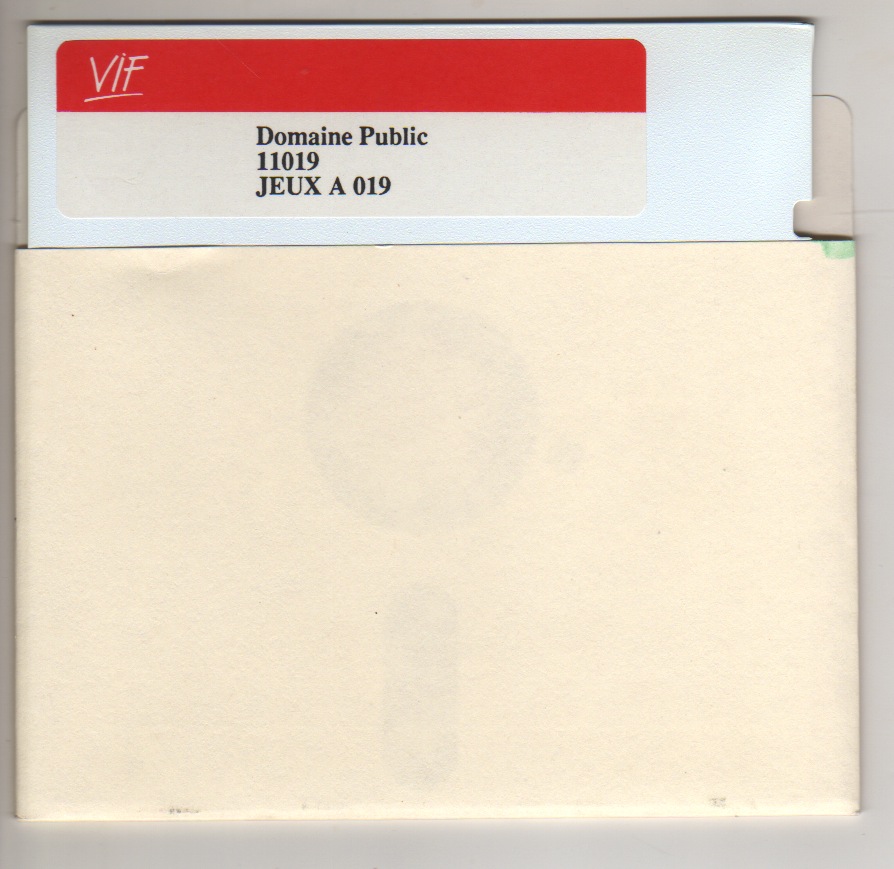 VIF
Domaine Public
11019
JEUX A 019